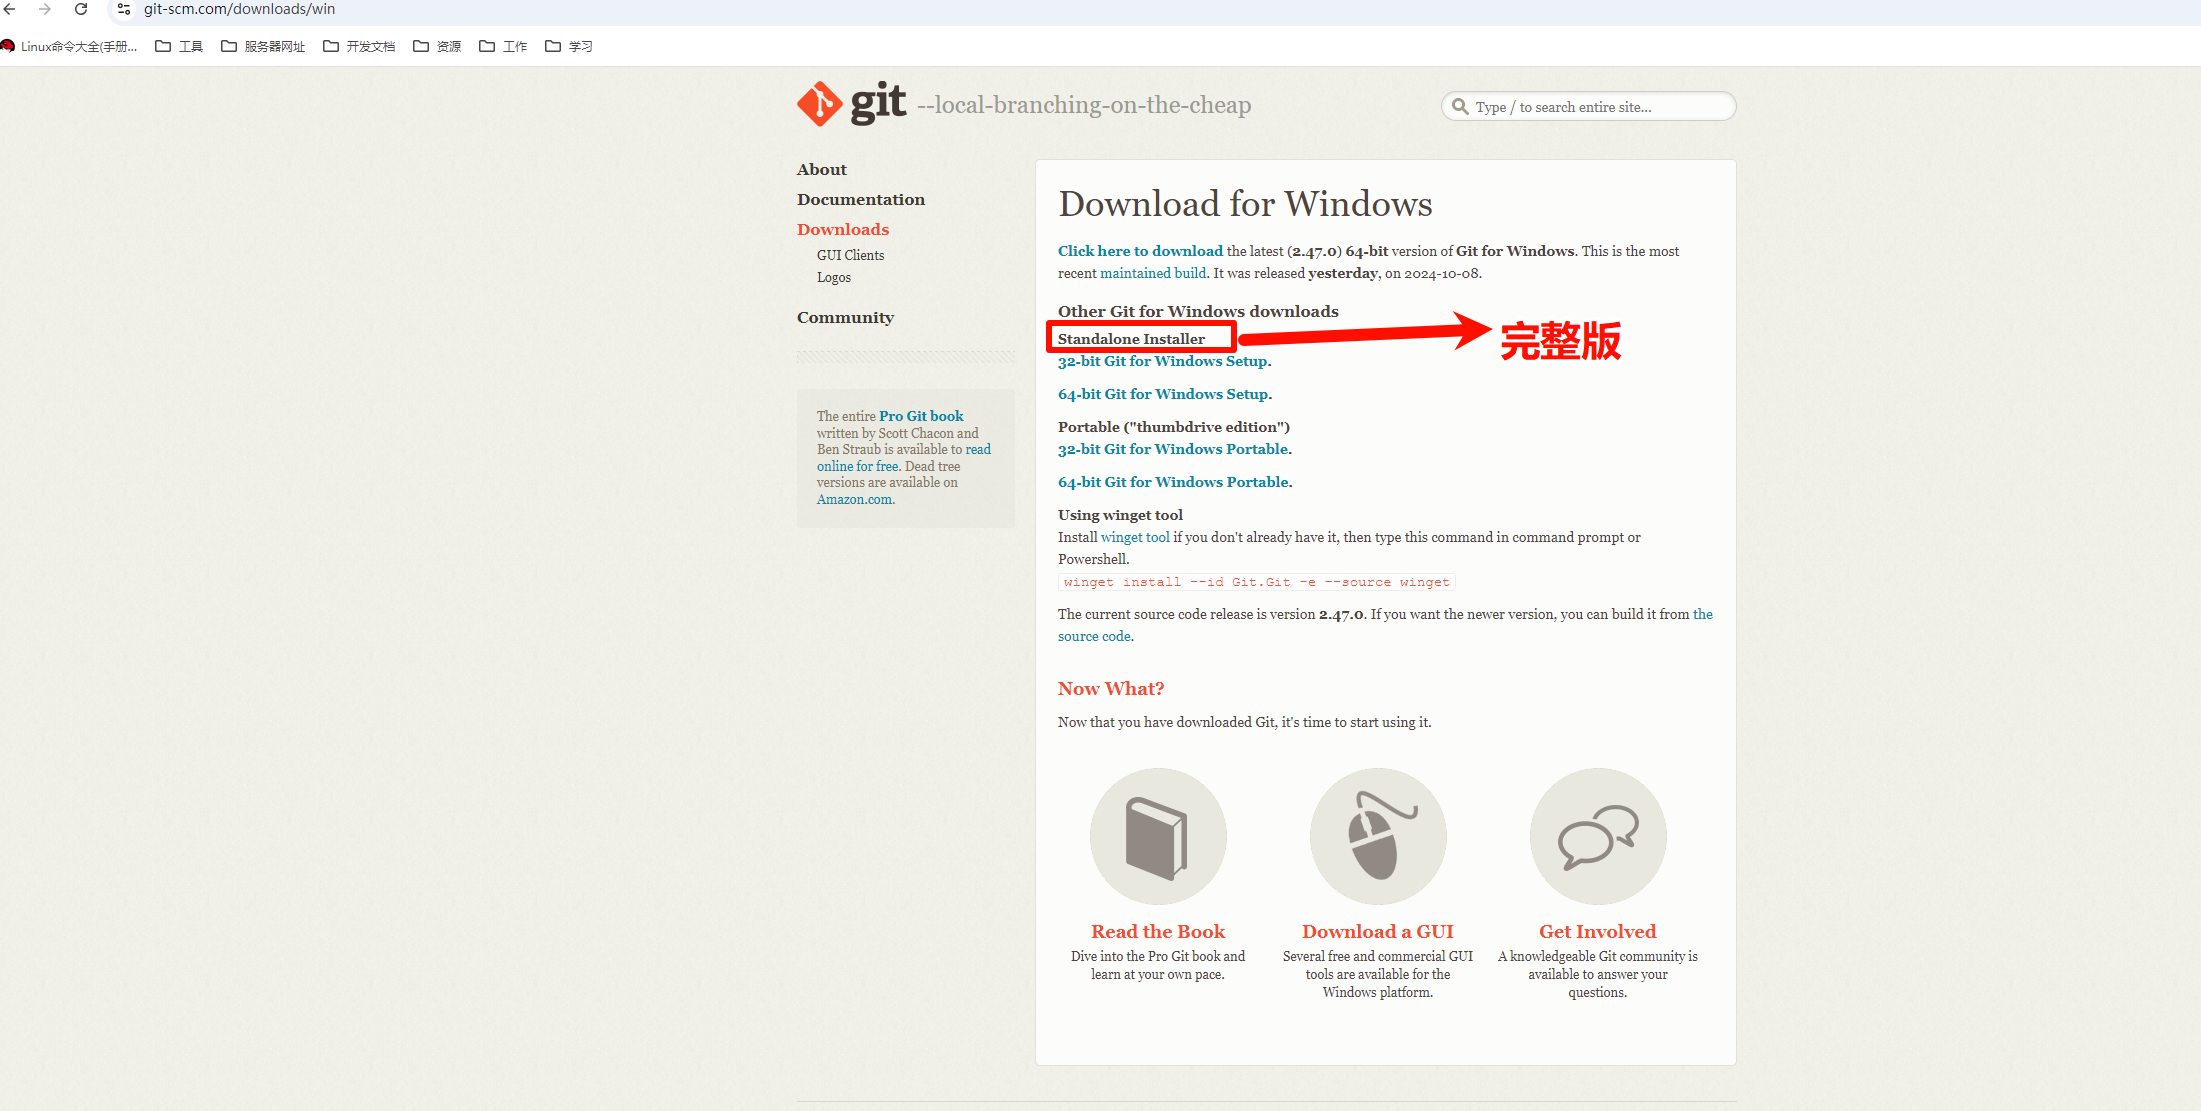 git-scm.com/downloads/win
Linux命令大全(手册... 工具 服务器网址 开发文档 资源 工作 学习
git --local-branching-on-the-cheap
Type / to search entire site...
About
Documentation
Downloads
GUI Clients
Logos
Community
The entire Pro Git book
written by Scott Chacon and
Ben Straub is available to read
online for free. Dead tree
versions are available on
Amazon.com.
Download for Windows
Click here to download the latest (2.47.0) 64-bit version of Git for Windows. This is the most
recent maintained build. It was released yesterday, on 2024-10-08.
Other Git for Windows downloads
Standalone Installer
完整版
32-bit Git for Windows Setup.
64-bit Git for Windows Setup.
Portable ("thumbdrive edition")
32-bit Git for Windows Portable.
64-bit Git for Windows Portable.
Using winget tool
Install winget tool if you don't already have it, then type this command in command prompt or
Powershell.
winget install --id Git.Git -e --source winget
The current source code release is version 2.47.0. If you want the newer version, you can build it from the
source code.
Now What?
Now that you have downloaded Git, it's time to start using it.
Read the Book
Dive into the Pro Git book and
learn at your own pace.
Download a GUI
Several free and commercial GUI
tools are available for the
Windows platform.
Get Involved
A knowledgeable Git community is
available to answer your
questions.